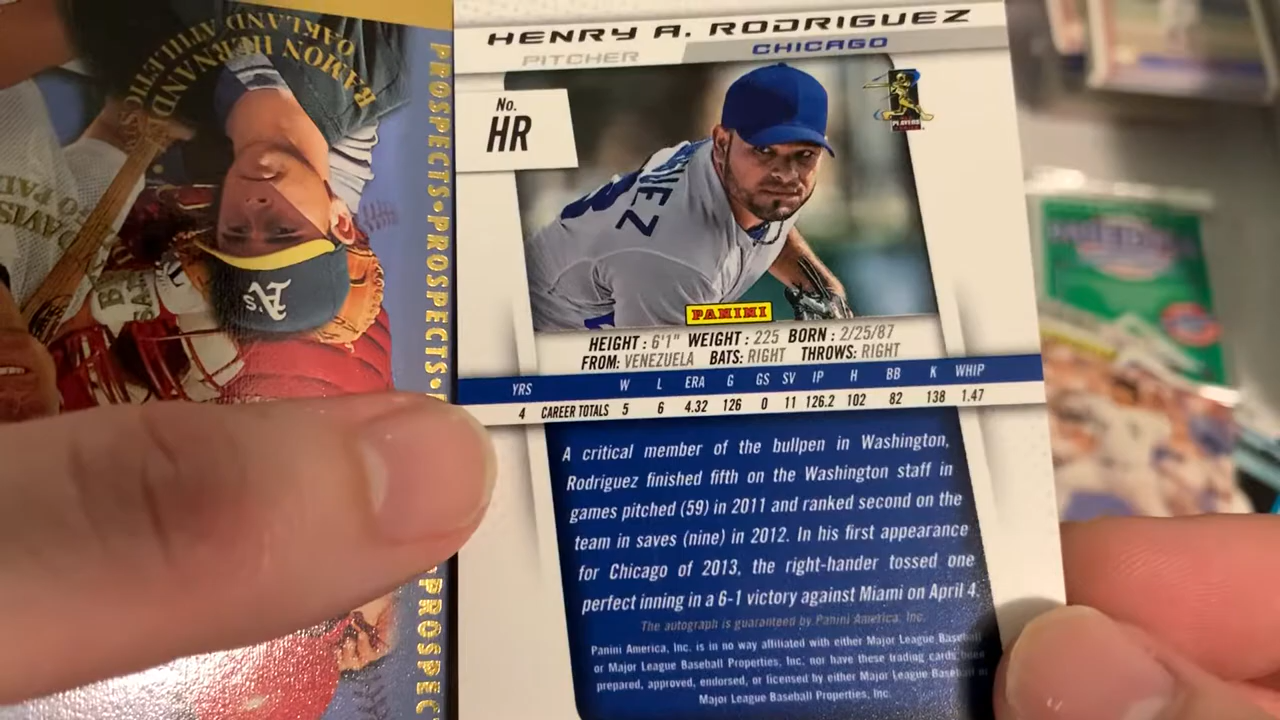 HENRY A. RODRIGUEZ
PITCHER
CHICAGO
No.
HR
PLAYERS
PANINI
HEIGHT: 6'1" WEIGHT: 225 BORN: 2/25/87
FROM: VENEZUELA BATS: RIGHT THROWS: RIGHT
YRS W L ERA G GS SV IP H BB K WHIP
4 CAREER TOTALS 5 6 4.32 126 0 11 126.2 102 82 138 1.47
A critical member of the bullpen in Washington,
Rodriguez finished fifth on the Washington staff in
games pitched (59) in 2011 and ranked second on the
team in saves (nine) in 2012. In his first appearance
for Chicago of 2013, the right-hander tossed one
perfect inning in a 6-1 victory against Miami on April 4.
The autograph is guaranteed by Panini America, Inc.
Panini America, Inc. is in no way affiliated with either Major League Baseball
or Major League Baseball Properties, Inc. nor have these trading cards been
prepared, approved, endorsed, or licensed by either Major League Baseball or
Major League Baseball Properties, Inc.
RAMON HERNAND
OAKLAND ATHLETIC
DAVIS
A's
PROSPECTS•PROSPECTS•
PROSPECTS